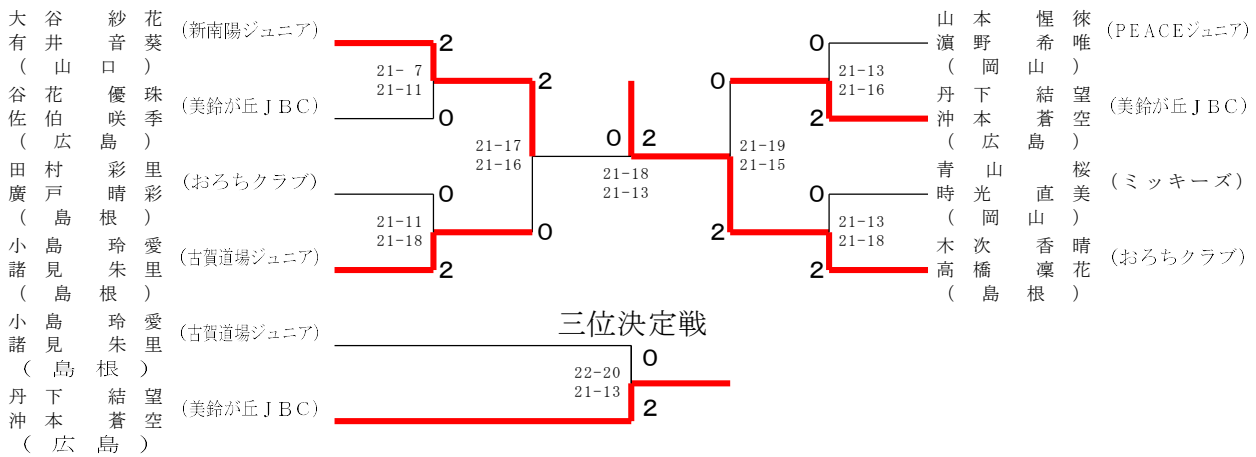 大谷 紗花
有井 音葵
(山口)
(新南陽ジュニア)
谷花 優珠
佐伯 咲季
(広島)
(美鈴が丘ＪＢＣ)
田村 彩里
廣戸 晴彩
(島根)
(おろちクラブ)
小島 玲愛
諸見 朱里
(島根)
(古賀道場ジュニア)
2
21- 7
21-11
0
0
21-11
21-18
2
2
21-17
21-16
0
0 2
21-18
21-13
0
21-19
21-15
2
0
21-13
21-16
2
0
21-13
21-18
2
山本 惺徠
濵野 希唯
(岡山)
(PEACEジュニア)
丹下 結望
沖本 蒼空
(広島)
(美鈴が丘ＪＢＣ)
青山 桜
時光 直美
(岡山)
(ミッキーズ)
木次 香晴
高橋 凜花
(島根)
(おろちクラブ)
三位決定戦
小島 玲愛
諸見 朱里
(島根)
(古賀道場ジュニア)
丹下 結望
沖本 蒼空
(広島)
(美鈴が丘ＪＢＣ)
0
22-20
21-13
2